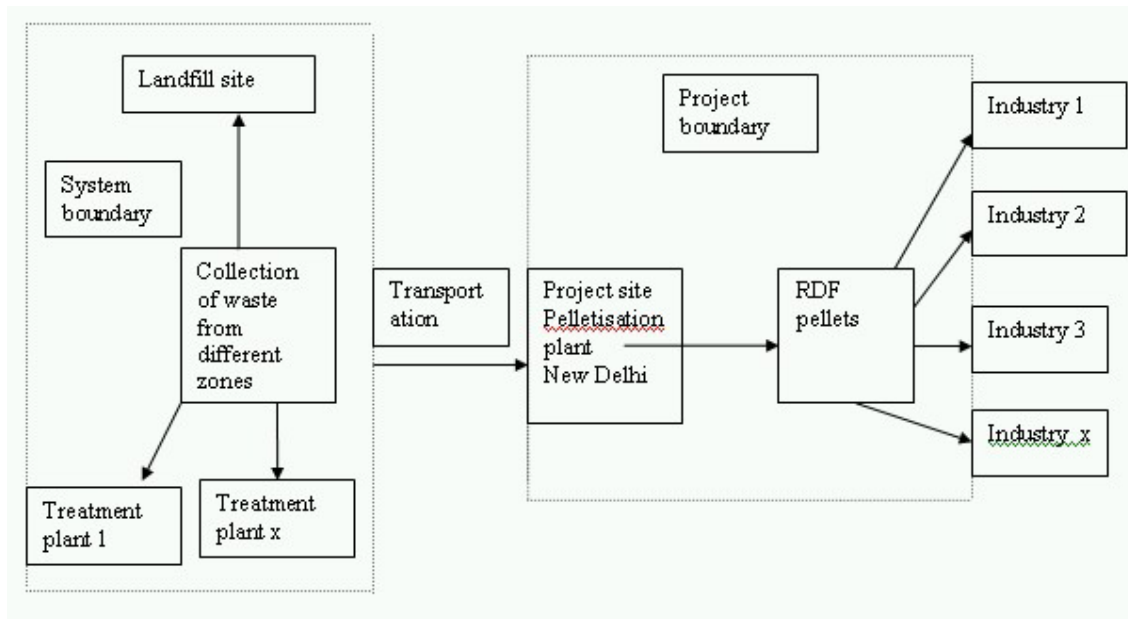 Landfill site
System
boundary
Collection
of waste
from
different
zones
Treatment
plant 1
Treatment
plant x
Transport
ation
Project
boundary
Project site
Pelletisation
plant
New Delhi
RDF
pellets
Industry 1
Industry 2
Industry 3
Industry x